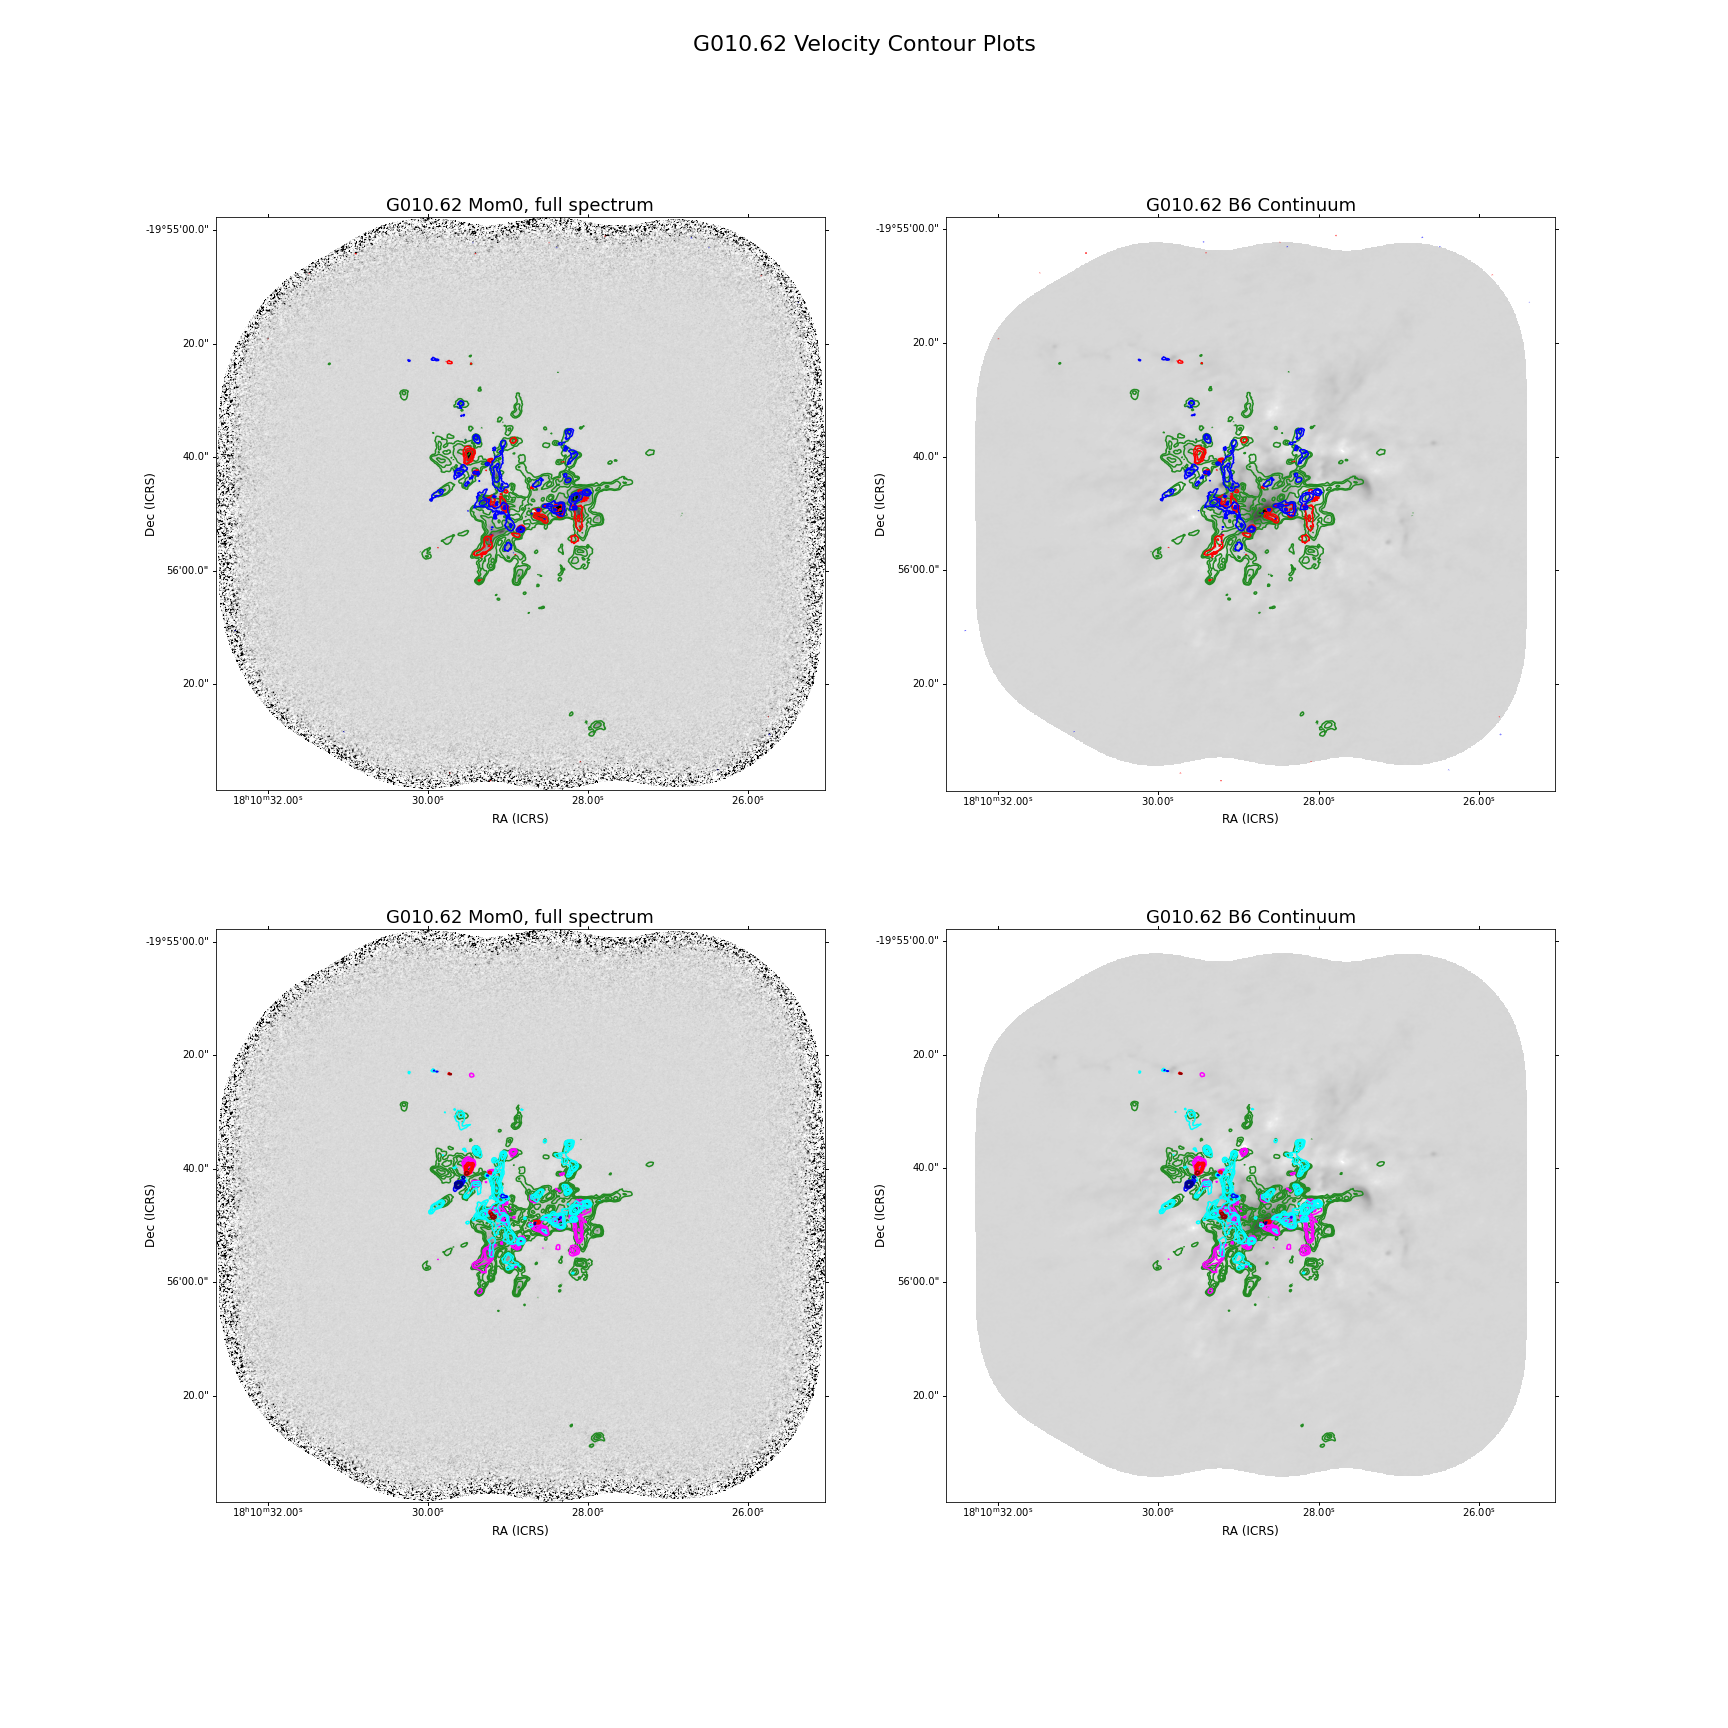 G010.62 Velocity Contour Plots
G010.62 Mom0, full spectrum
G010.62 B6 Continuum
-19°55'00.0"
20.0"
40.0"
56'00.0"
20.0"
Dec (ICRS)
18h10m32.00s 30.00s 28.00s 26.00s
RA (ICRS)
-19°55'00.0"
20.0"
40.0"
56'00.0"
20.0"
Dec (ICRS)
18h10m32.00s 30.00s 28.00s 26.00s
RA (ICRS)
G010.62 Mom0, full spectrum
G010.62 B6 Continuum
-19°55'00.0"
20.0"
40.0"
56'00.0"
20.0"
Dec (ICRS)
18h10m32.00s 30.00s 28.00s 26.00s
RA (ICRS)
-19°55'00.0"
20.0"
40.0"
56'00.0"
20.0"
Dec (ICRS)
18h10m32.00s 30.00s 28.00s 26.00s
RA (ICRS)